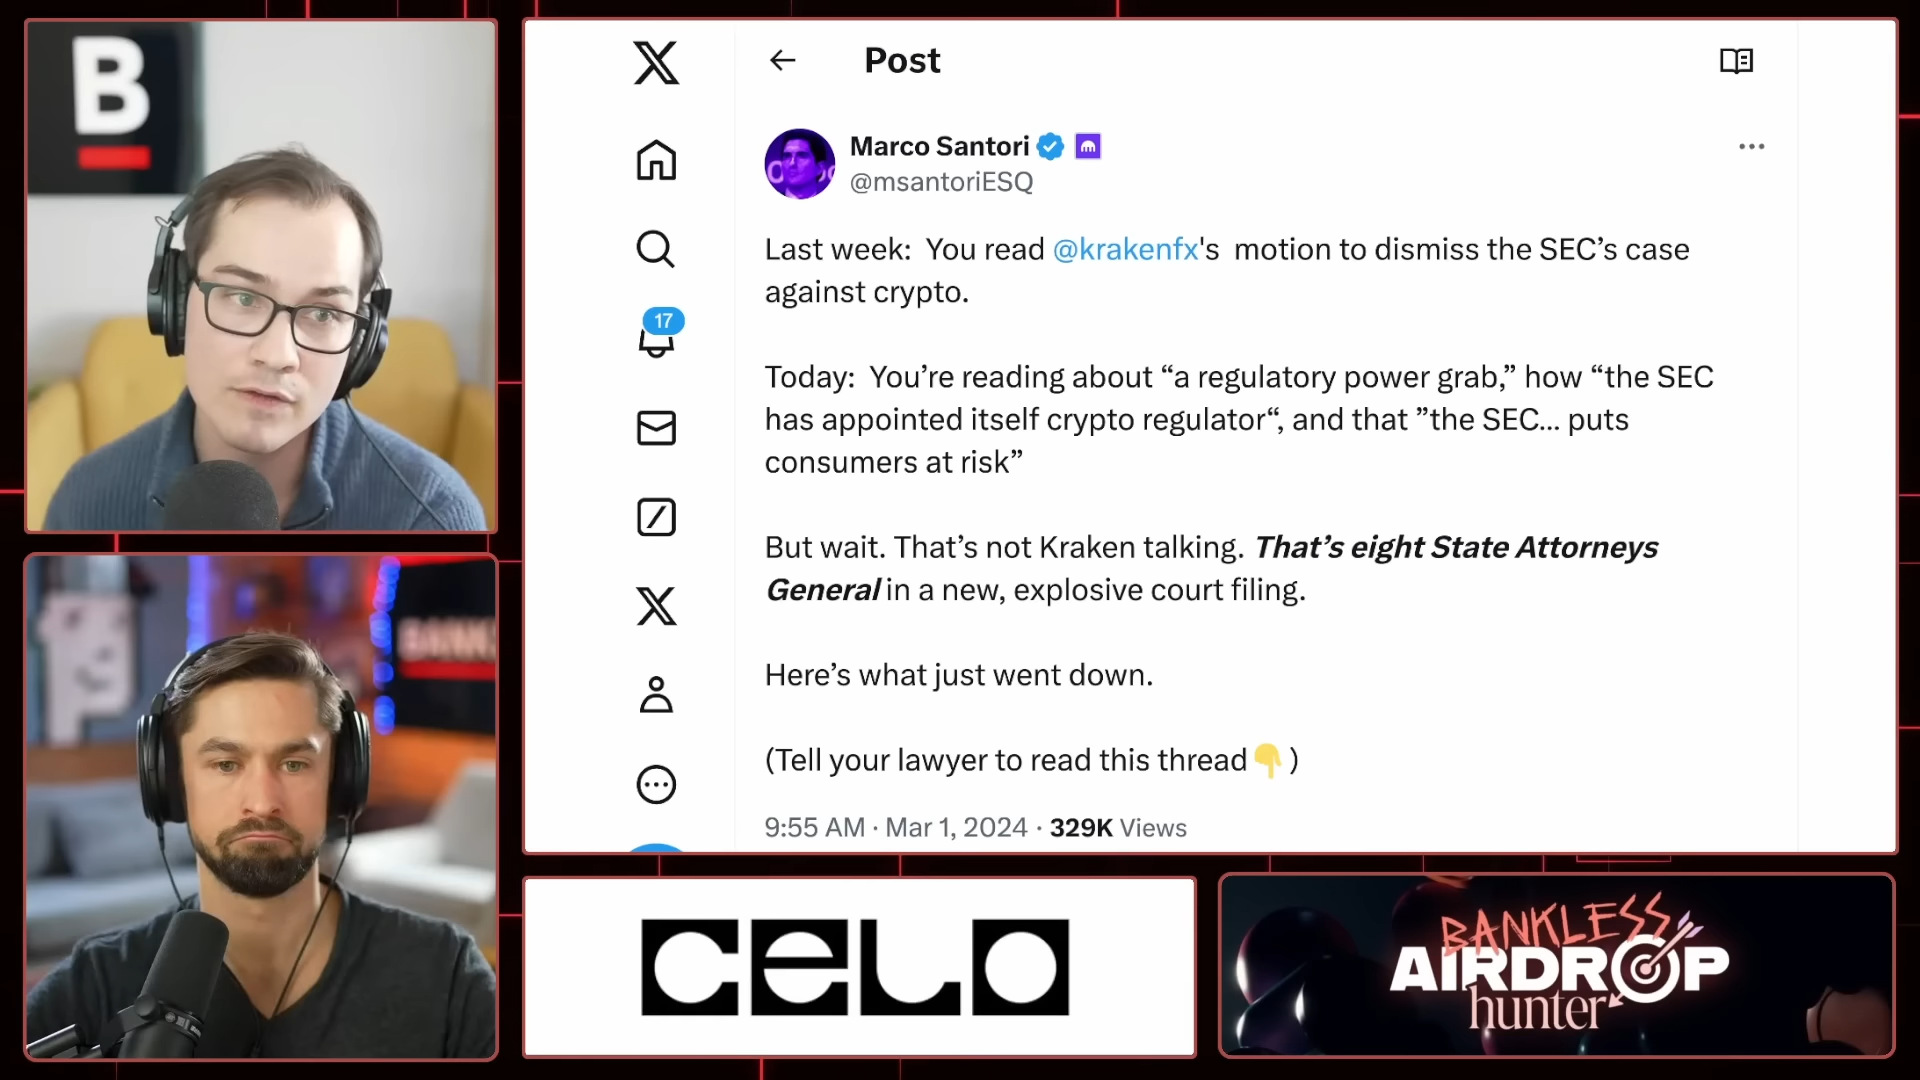 B
BANKL
Post
Marco Santori
@msantoriESQ
17
Last week:  You read @krakenfx's  motion to dismiss the SEC’s case
against crypto.
Today:  You’re reading about “a regulatory power grab,” how “the SEC
has appointed itself crypto regulator“, and that ”the SEC... puts
consumers at risk”
But wait. That’s not Kraken talking. That’s eight State Attorneys
General in a new, explosive court filing.
Here’s what just went down.
(Tell your lawyer to read this thread👇)
9:55 AM · Mar 1, 2024 · 329K Views
celo
BANKLESS
AIRDROP
hunter